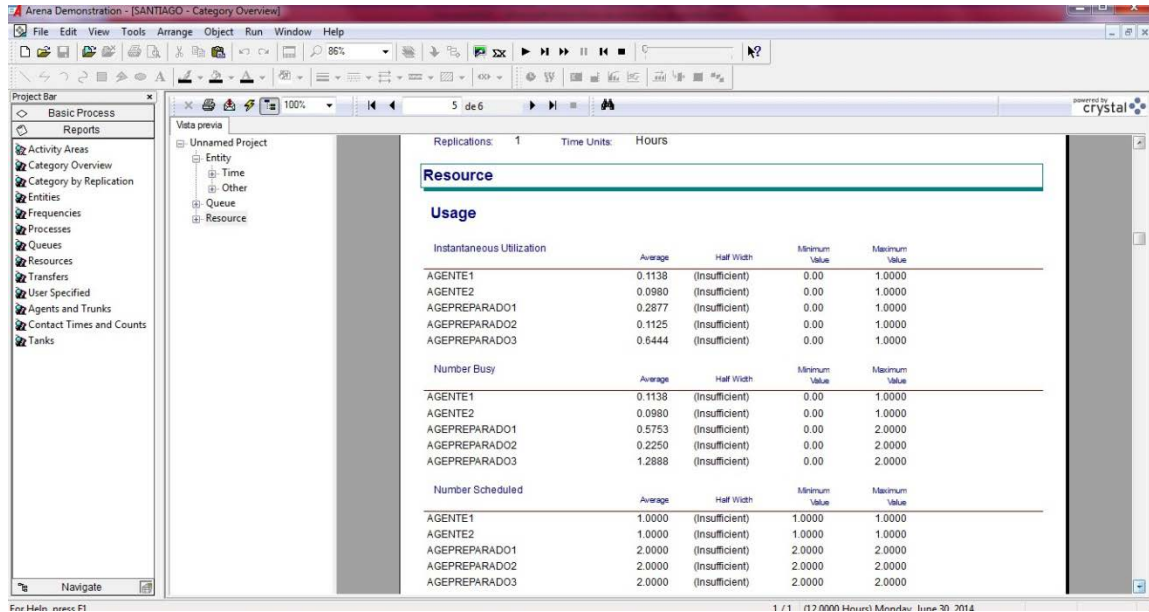 Arena Demonstration - [SANTIAGO - Category Overview]
File Edit View Tools Arrange Object Run Window Help
86%
Project Bar
Basic Process
Reports
Activity Areas
Category Overview
Category by Replication
Entities
Frequencies
Processes
Queues
Resources
Transfers
User Specified
Agents and Trunks
Contact Times and Counts
Tanks
Navigate
100% 5 de 6
powered by
crystal
Vista previa
Unnamed Project
Entity
Time
Other
Queue
Resource
Replications: 1 Time Units: Hours
Resource
Usage
Instantaneous Utilization Average Half Width Minimum Value Maximum Value
AGENTE1 0.1138 (Insufficient) 0.00 1.0000
AGENTE2 0.0980 (Insufficient) 0.00 1.0000
AGEPREPARADO1 0.2877 (Insufficient) 0.00 1.0000
AGEPREPARADO2 0.1125 (Insufficient) 0.00 1.0000
AGEPREPARADO3 0.6444 (Insufficient) 0.00 1.0000
Number Busy Average Half Width Minimum Value Maximum Value
AGENTE1 0.1138 (Insufficient) 0.00 1.0000
AGENTE2 0.0980 (Insufficient) 0.00 1.0000
AGEPREPARADO1 0.5753 (Insufficient) 0.00 2.0000
AGEPREPARADO2 0.2250 (Insufficient) 0.00 2.0000
AGEPREPARADO3 1.2888 (Insufficient) 0.00 2.0000
Number Scheduled Average Half Width Minimum Value Maximum Value
AGENTE1 1.0000 (Insufficient) 1.0000 1.0000
AGENTE2 1.0000 (Insufficient) 1.0000 1.0000
AGEPREPARADO1 2.0000 (Insufficient) 2.0000 2.0000
AGEPREPARADO2 2.0000 (Insufficient) 2.0000 2.0000
AGEPREPARADO3 2.0000 (Insufficient) 2.0000 2.0000
For Help, press F1 1 / 1 (12.0000 Hours) Monday, June 30, 2014